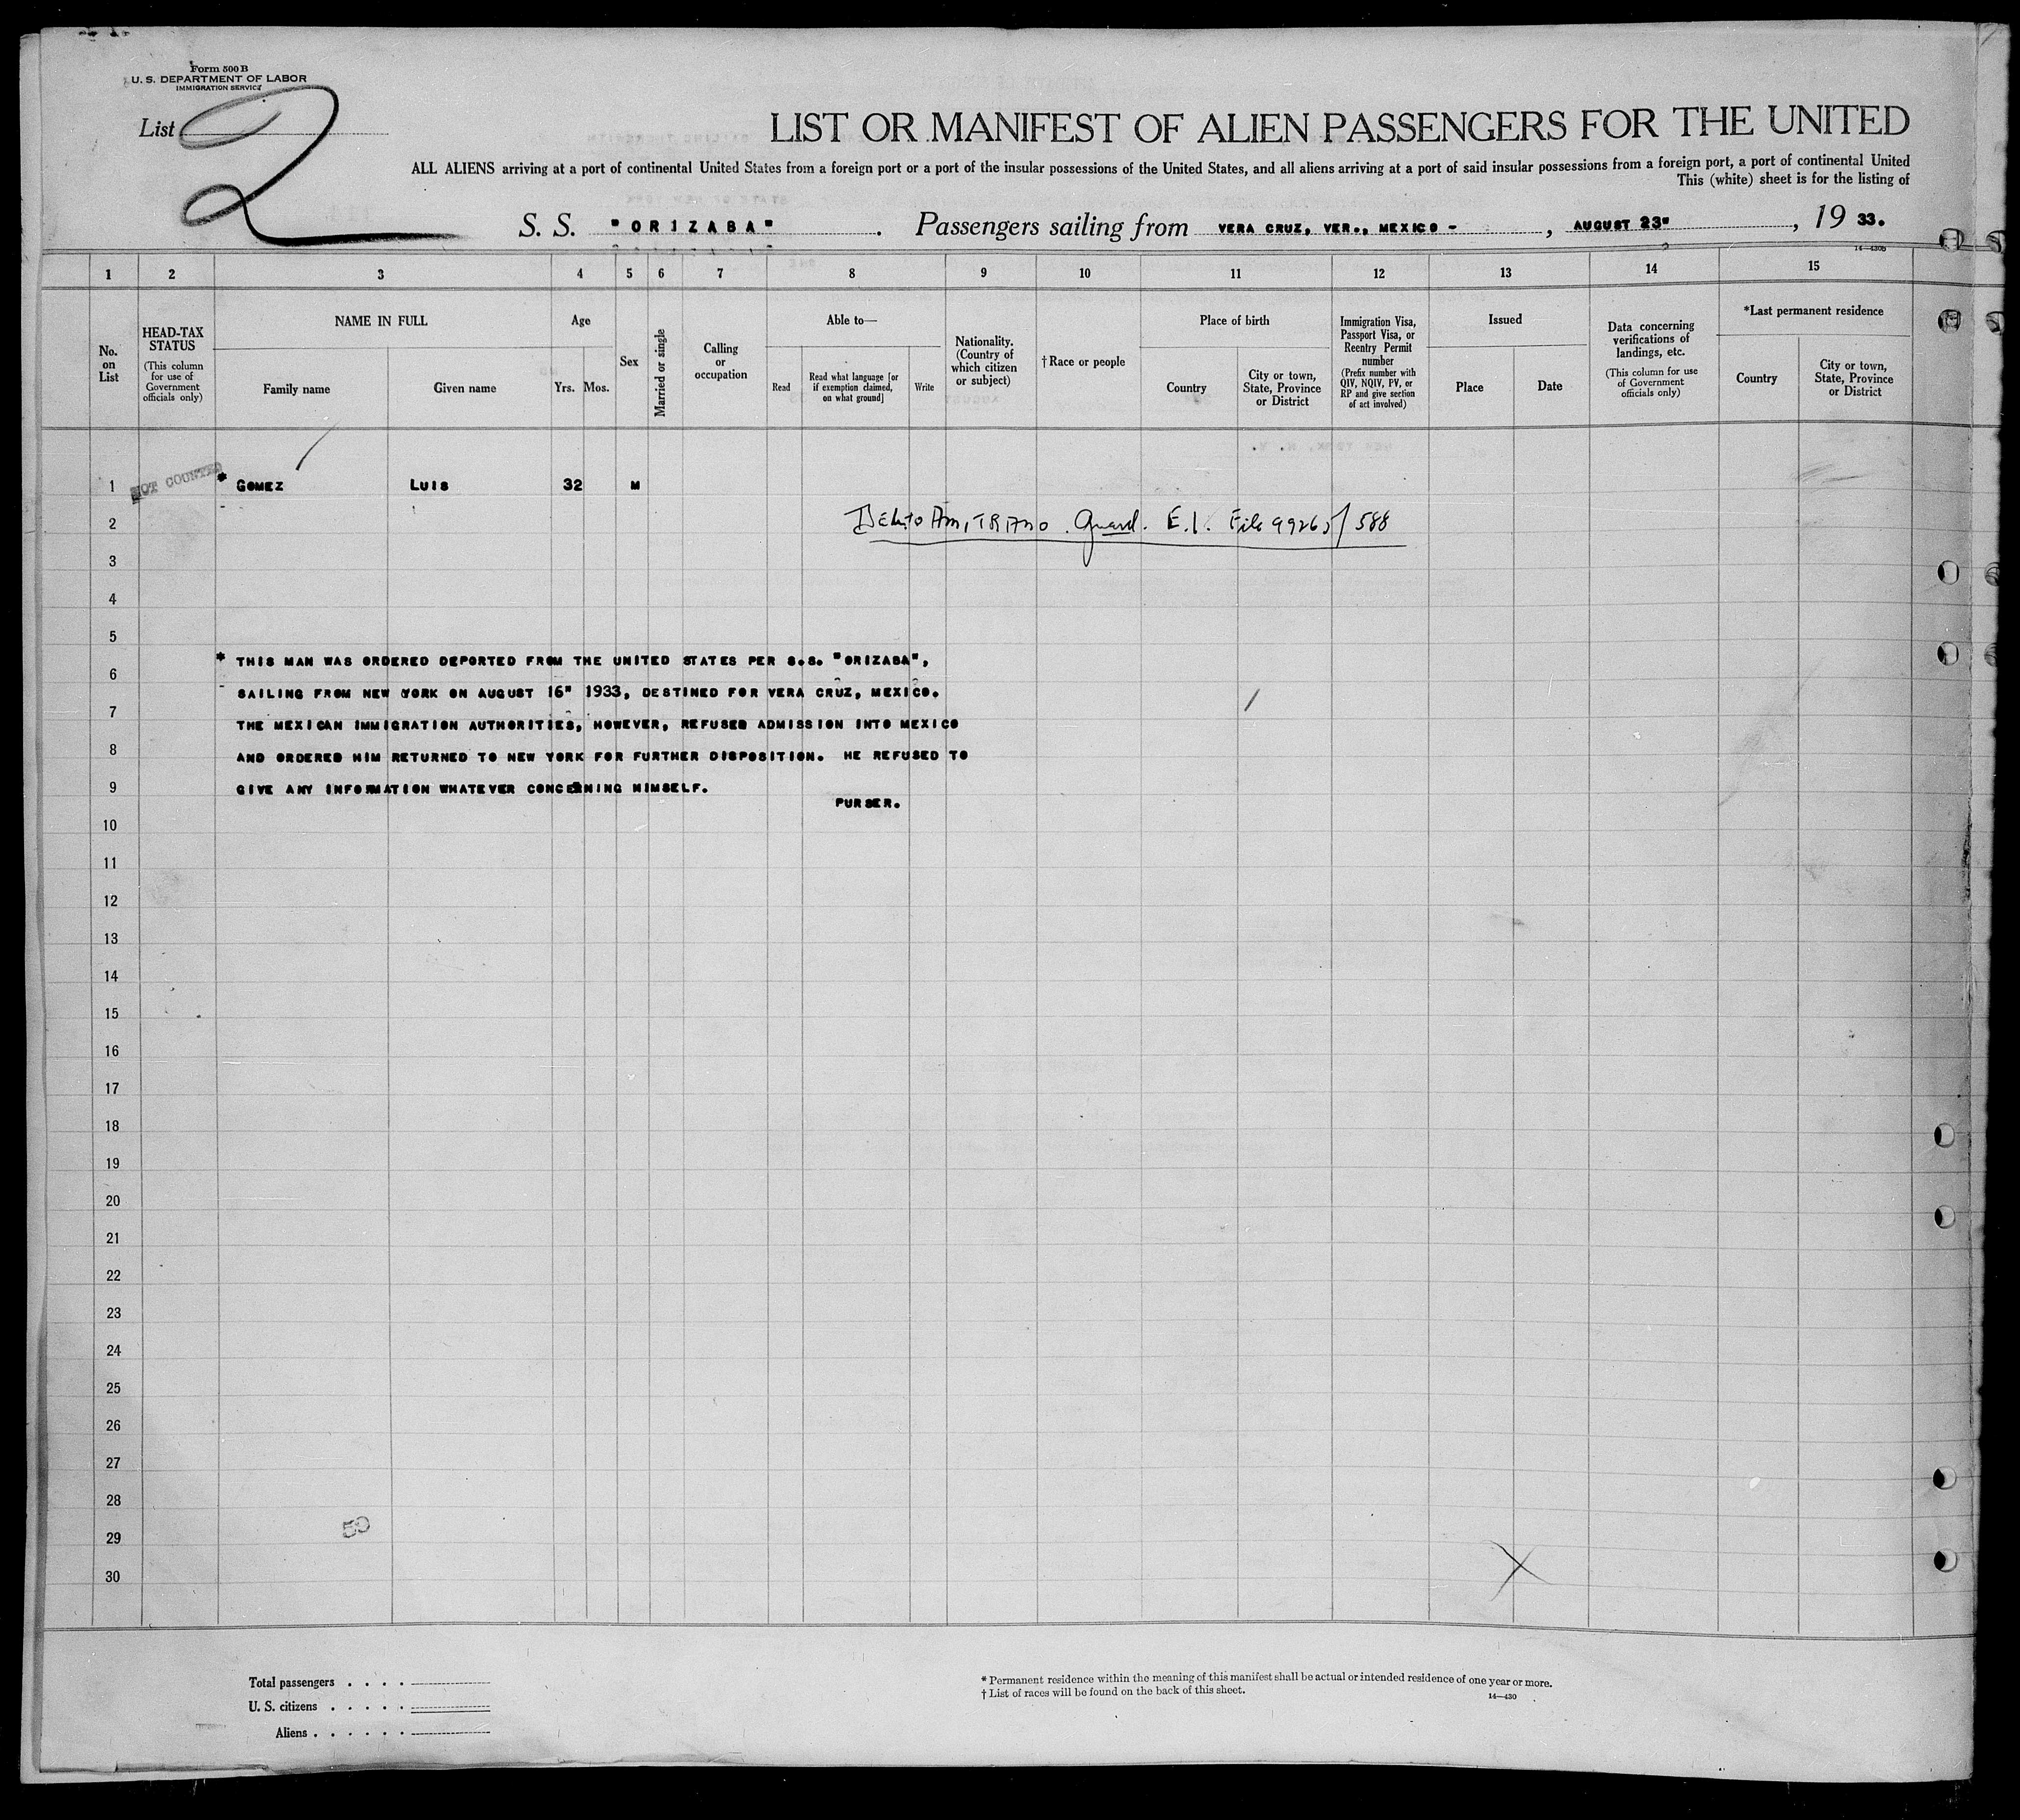 Form 500 B
U. S. DEPARTMENT OF LABOR
IMMIGRATION SERVICE
List 2
LIST OR MANIFEST OF ALIEN PASSENGERS FOR THE UNITED
ALL ALIENS arriving at a port of continental United States from a foreign port or a port of the insular possessions of the United States, and all aliens arriving at a port of said insular possessions from a foreign port, a port of continental United
This (white) sheet is for the listing of
S. S. "ORIZABA". Passengers sailing from VERA CRUZ, VER., MEXICO - , AUGUST 23" , 19 33.
14—430b
1 2 3 4 5 6 7 8 9 10 11 12 13 14 15
No. on List
HEAD-TAX STATUS
(This column for use of Government officials only)
NAME IN FULL
Family name
Given name
Age
Yrs. Mos.
Sex
Married or single
Calling or occupation
Able to—
Read
Read what language [or if exemption claimed, on what ground]
Write
Nationality. (Country of which citizen or subject)
† Race or people
Place of birth
Country
City or town, State, Province or District
Immigration Visa, Passport Visa, or Reentry Permit number
(Prefix number with QIV, NQIV, PV, or RP and give section of act involved)
Issued
Place
Date
Data concerning verifications of landings, etc.
(This column for use of Government officials only)
*Last permanent residence
Country
City or town, State, Province or District
1 NOT COUNTED * GOMEZ LUIS 32 M
2 Guard. E.I. File 99265/588
3
4
5
* THIS MAN WAS ORDERED DEPORTED FROM THE UNITED STATES PER S.S. "ORIZABA",
6
SAILING FROM NEW YORK ON AUGUST 16" 1933, DESTINED FOR VERA CRUZ, MEXICO.
7
THE MEXICAN IMMIGRATION AUTHORITIES, HOWEVER, REFUSED ADMISSION INTO MEXICO
8
AND ORDERED HIM RETURNED TO NEW YORK FOR FURTHER DISPOSITION. HE REFUSED TO
9
GIVE ANY INFORMATION WHATEVER CONCERNING HIMSELF.
PURSER.
10
11
12
13
14
15
16
17
18
19
20
21
22
23
24
25
26
27
28
59
29
30
X
Total passengers . . . .
U. S. citizens . . . . .
Aliens . . . . . .
* Permanent residence within the meaning of this manifest shall be actual or intended residence of one year or more.
† List of races will be found on the back of this sheet.
14—430